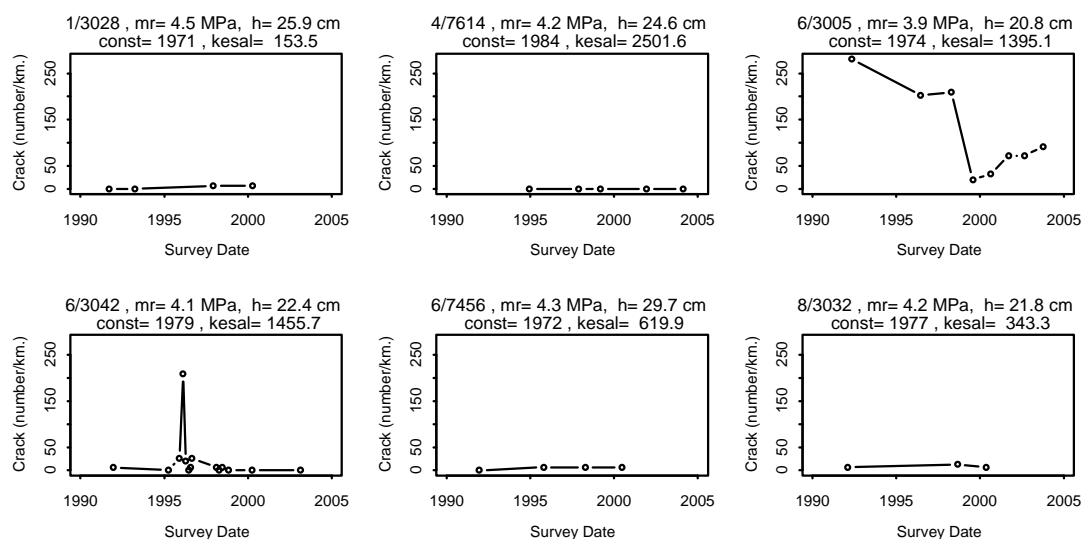 1/3028 , mr= 4.5 MPa,  h= 25.9 cm
const= 1971 , kesal=  153.5
Crack (number/km.)
0 50 150 250
1990 1995 2000 2005
Survey Date
4/7614 , mr= 4.2 MPa,  h= 24.6 cm
const= 1984 , kesal= 2501.6
Crack (number/km.)
0 50 150 250
1990 1995 2000 2005
Survey Date
6/3005 , mr= 3.9 MPa,  h= 20.8 cm
const= 1974 , kesal= 1395.1
Crack (number/km.)
0 50 150 250
1990 1995 2000 2005
Survey Date
6/3042 , mr= 4.1 MPa,  h= 22.4 cm
const= 1979 , kesal= 1455.7
Crack (number/km.)
0 50 150 250
1990 1995 2000 2005
Survey Date
6/7456 , mr= 4.3 MPa,  h= 29.7 cm
const= 1972 , kesal=  619.9
Crack (number/km.)
0 50 150 250
1990 1995 2000 2005
Survey Date
8/3032 , mr= 4.2 MPa,  h= 21.8 cm
const= 1977 , kesal=  343.3
Crack (number/km.)
0 50 150 250
1990 1995 2000 2005
Survey Date